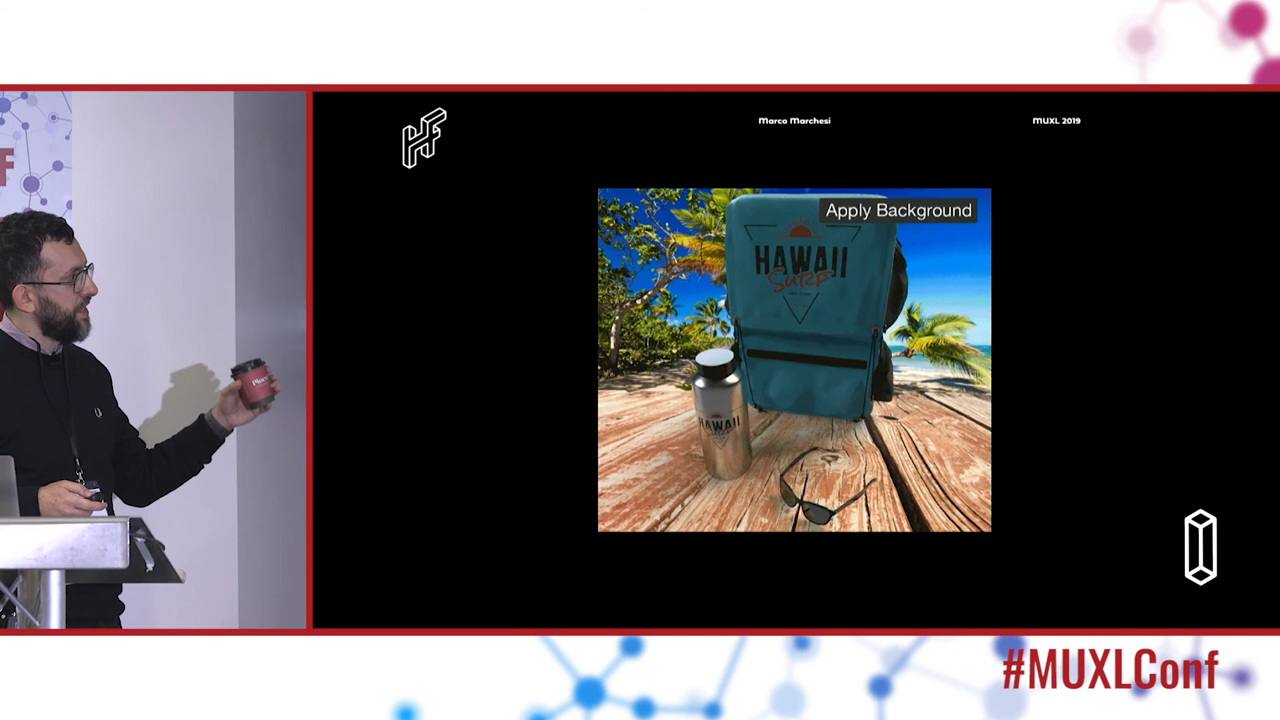 Marco Marchesi
MUXL 2019
Apply Background
HAWAII
SURF
HAWAII
#MUXLConf